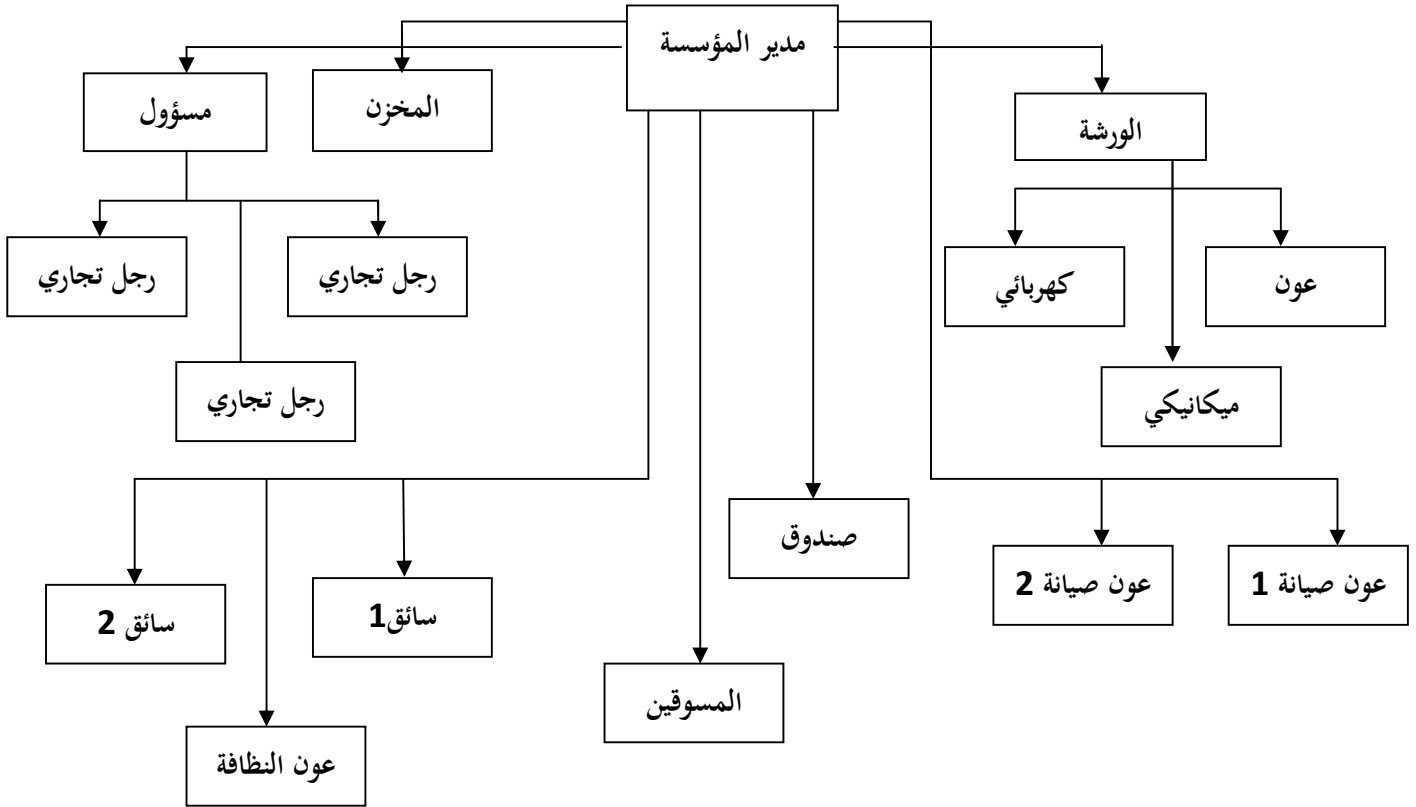 مدير المؤسسة
المخزن
مسؤول
الورشة
رجل تجاري
رجل تجاري
عون
كهربائي
رجل تجاري
ميكانيكي
صندوق
عون صيانة 1
عون صيانة 2
سائق1
سائق 2
المسوقين
عون النظافة